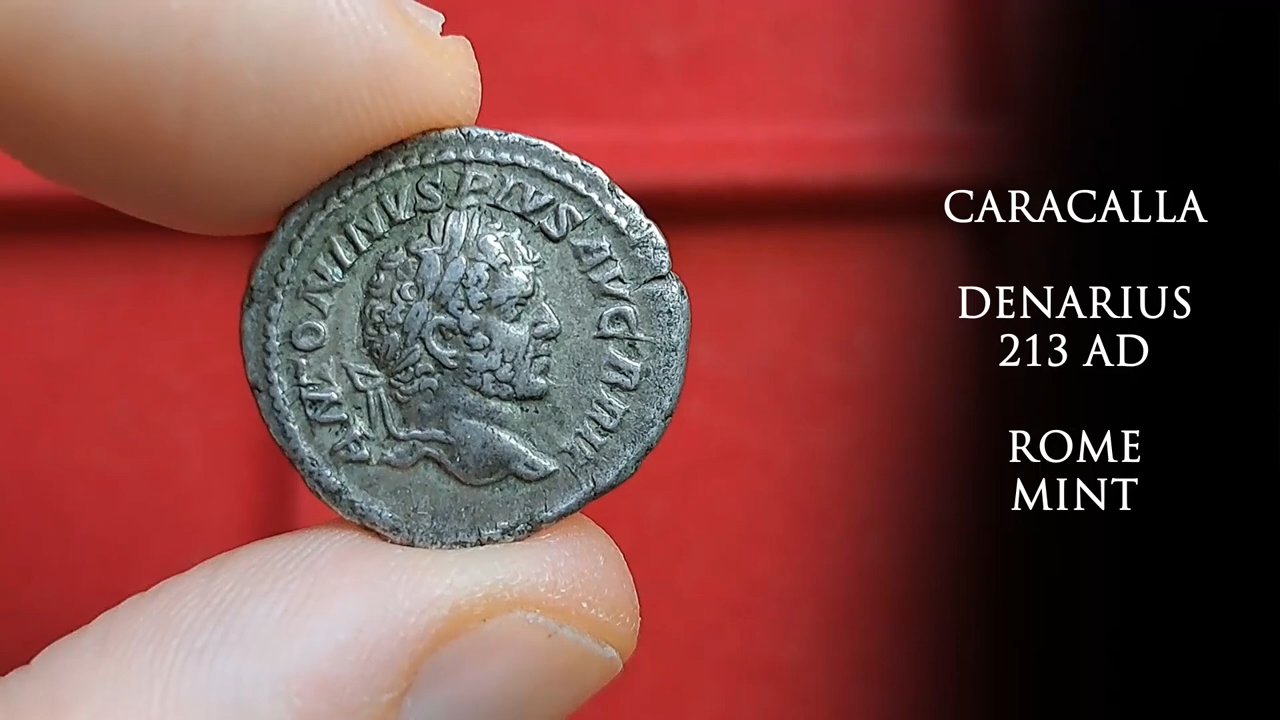 ANTONINVS PIVS AVG BRIT
CARACALLA
DENARIUS
213 AD
ROME
MINT